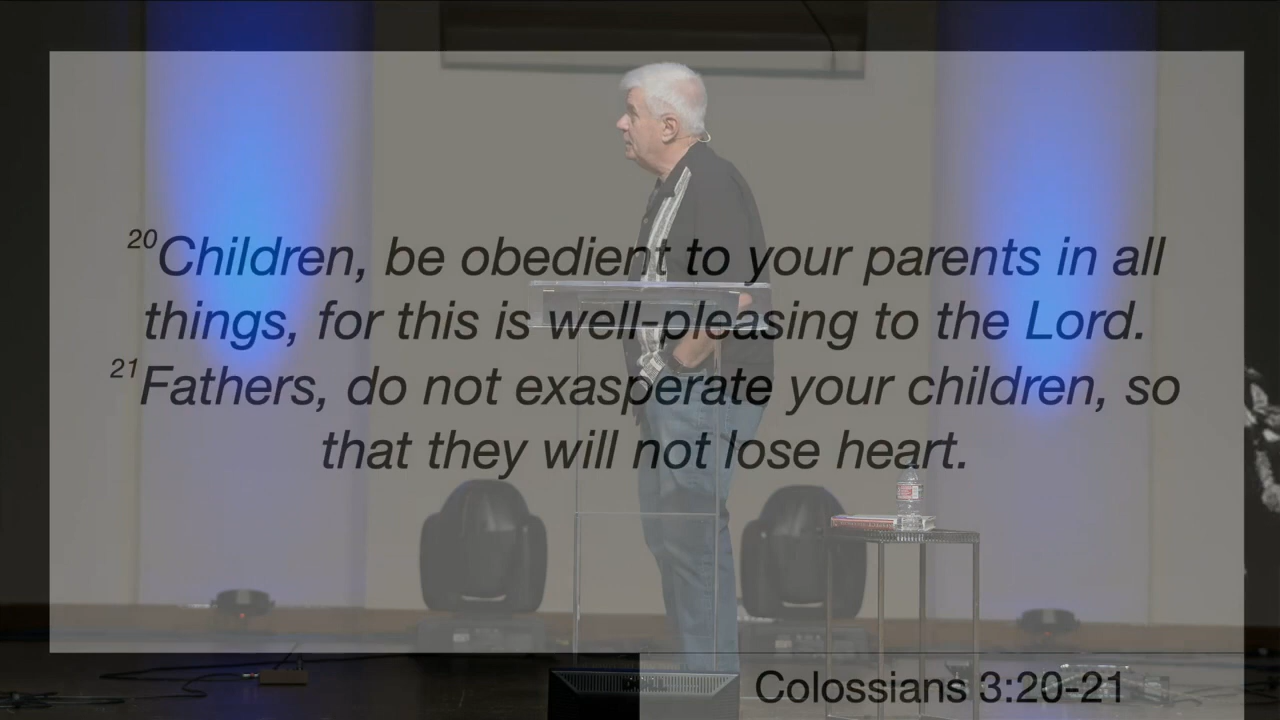 20Children, be obedient to your parents in all
things, for this is well-pleasing to the Lord.
21Fathers, do not exasperate your children, so
that they will not lose heart.
Colossians 3:20-21